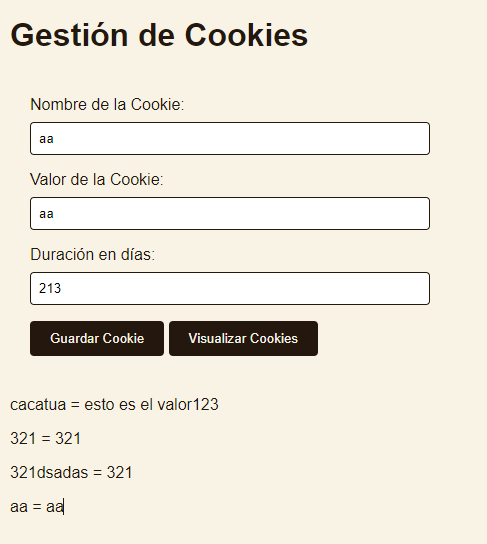 Gestión de Cookies
Nombre de la Cookie:
aa
Valor de la Cookie:
aa
Duración en días:
213
Guardar Cookie Visualizar Cookies
cacatua = esto es el valor123
321 = 321
321dsadas = 321
aa = aa